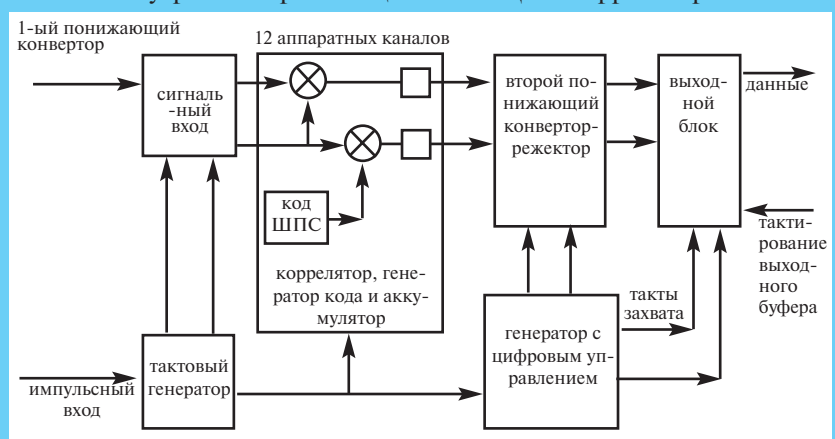 1-ый понижающий
конвертор
12 аппаратных каналов
сигналь
-ный
вход
второй по-
нижающий
конвертор-
режектор
выход-
ной
блок
данные
код
ШПС
коррелятор, гене-
ратор кода и акку-
мулятор
такти-
рование
выход-
ного
буфера
такты
захвата
тактовый
генератор
генератор с
цифровым уп-
равлением
импульсный
вход